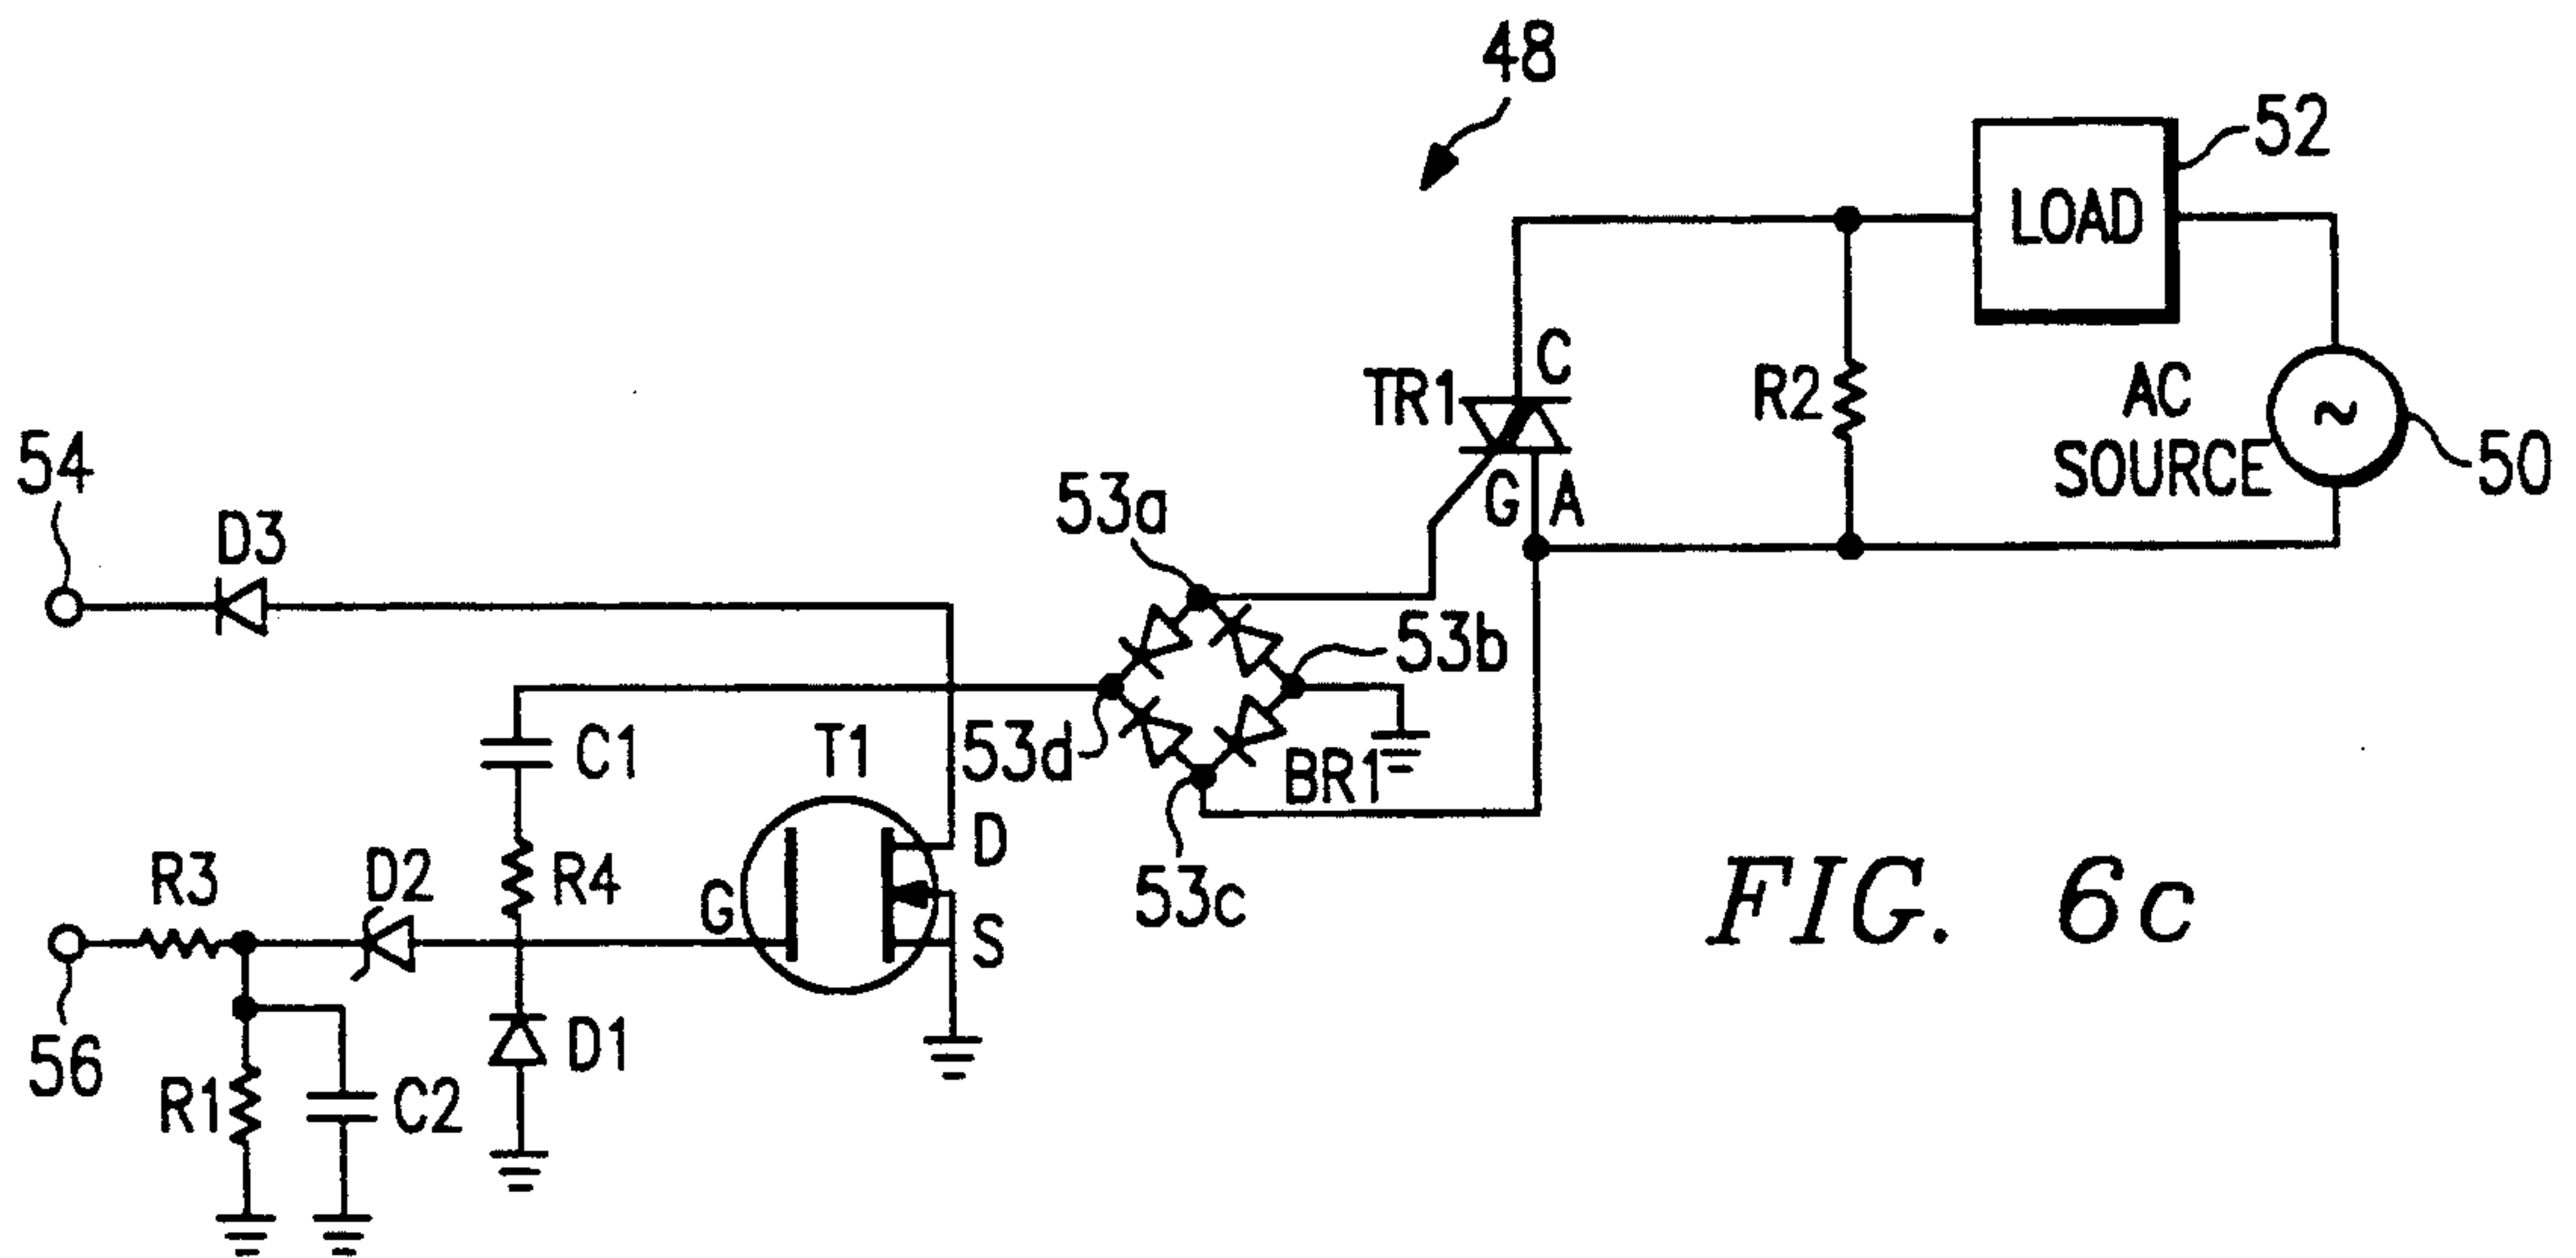 48
52
LOAD
C
TR1
R2
AC
SOURCE
50
54
D3
53a
G
A
53b
C1
T1
53d
BR1
D
R3
D2
R4
G
53c
S
FIG. 6c
56
D1
R1
C2